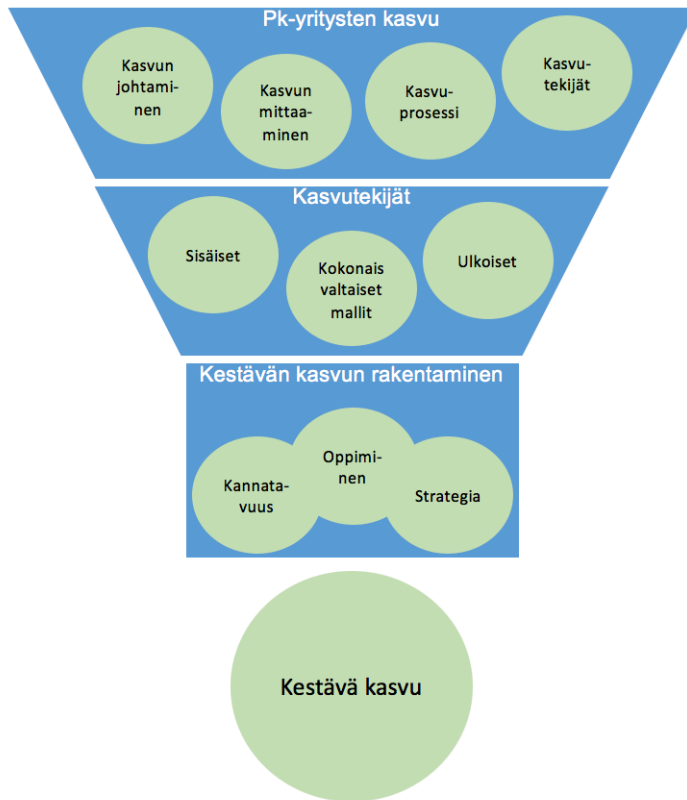 Pk-yritysten kasvu
Kasvun
johtami-
nen
Kasvun
mittaa-
minen
Kasvu-
prosessi
Kasvu-
tekijät
Kasvutekijät
Sisäiset
Kokonais
valtaiset
mallit
Ulkoiset
Kestävän kasvun rakentaminen
Kannata-
vuus
Oppimi-
nen
Strategia
Kestävä kasvu